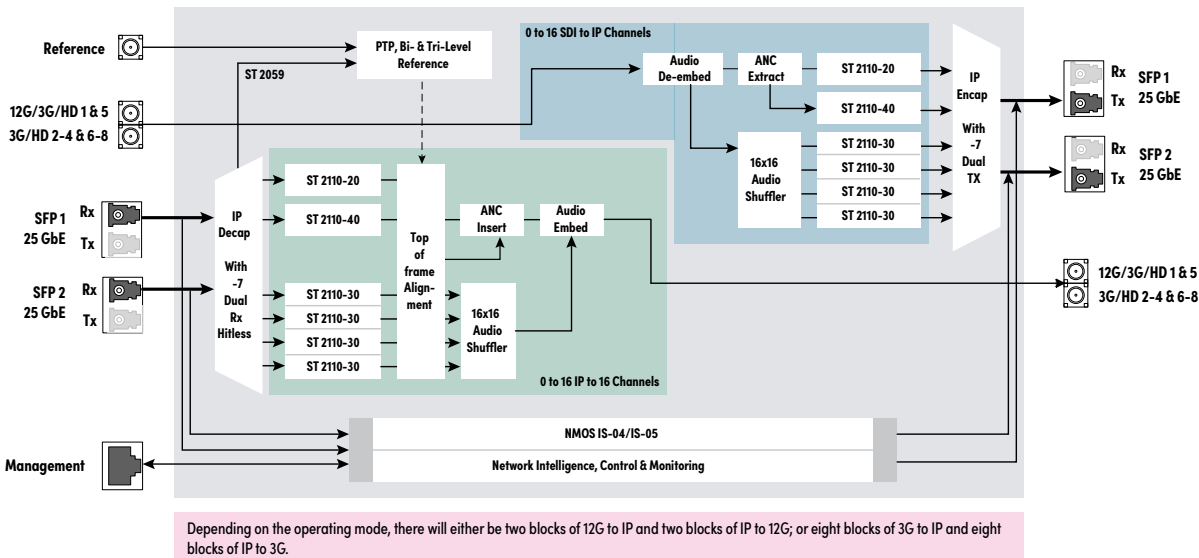 Reference
PTP, Bi- & Tri-Level
Reference
ST 2059
12G/3G/HD 1 & 5
3G/HD 2-4 & 6-8
0 to 16 SDI to IP Channels
Audio
De-embed
ANC
Extract
ST 2110-20
ST 2110-40
16x16
Audio
Shuffler
ST 2110-30
ST 2110-30
ST 2110-30
ST 2110-30
IP
Encap
With
-7
Dual
TX
Rx
Tx
SFP 1
25 GbE
Rx
Tx
SFP 2
25 GbE
SFP 1
25 GbE
Rx
Tx
SFP 2
25 GbE
Rx
Tx
IP
Decap
With
-7
Dual
Rx
Hitless
ST 2110-20
ST 2110-40
ST 2110-30
ST 2110-30
ST 2110-30
ST 2110-30
Top
of
frame
Align-
ment
ANC
Insert
Audio
Embed
16x16
Audio
Shuffler
0 to 16 IP to 16 Channels
12G/3G/HD 1 & 5
3G/HD 2-4 & 6-8
Management
NMOS IS-04/IS-05
Network Intelligence, Control & Monitoring
Depending on the operating mode, there will either be two blocks of 12G to IP and two blocks of IP to 12G; or eight blocks of 3G to IP and eight
blocks of IP to 3G.